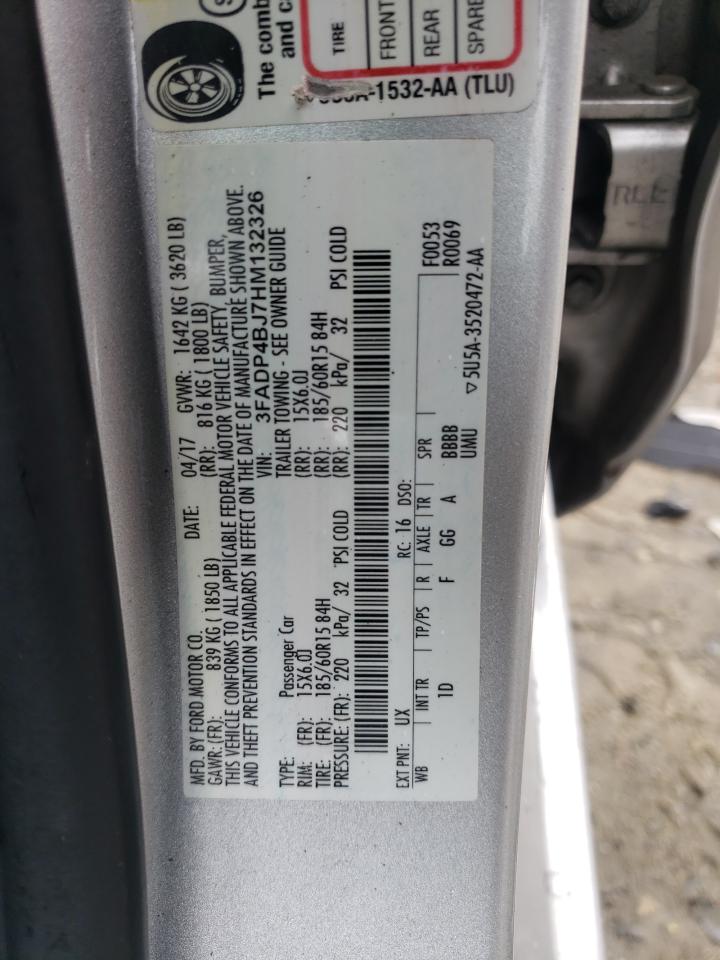 The comb
and ca
TIRE
FRONT
REAR
SPARE
-1532-AA (TLU)
MFD. BY FORD MOTOR CO.
DATE: 04/17 GVWR: 1642 KG ( 3620 LB)
GAWR: (FR): 839 KG ( 1850 LB) (RR): 816 KG ( 1800 LB)
THIS VEHICLE CONFORMS TO ALL APPLICABLE FEDERAL MOTOR VEHICLE SAFETY, BUMPER,
AND THEFT PREVENTION STANDARDS IN EFFECT ON THE DATE OF MANUFACTURE SHOWN ABOVE.
VIN: 3FADP4BJ7HM132326
TYPE: Passenger Car TRAILER TOWING - SEE OWNER GUIDE
RIM: (FR): 15X6.0J (RR): 15X6.0J
TIRE: (FR): 185/60R15 84H (RR): 185/60R15 84H
PRESSURE: (FR): 220 kPa/ 32 PSI COLD (RR): 220 kPa/ 32 PSI COLD
EXT PNT: UX RC: 16 DSO: F0053
R0069
WB INT TR TP/PS R AXLE TR SPR
1D F GG A BBBB
UMU
▽5U5A-3520472-AA
RLE